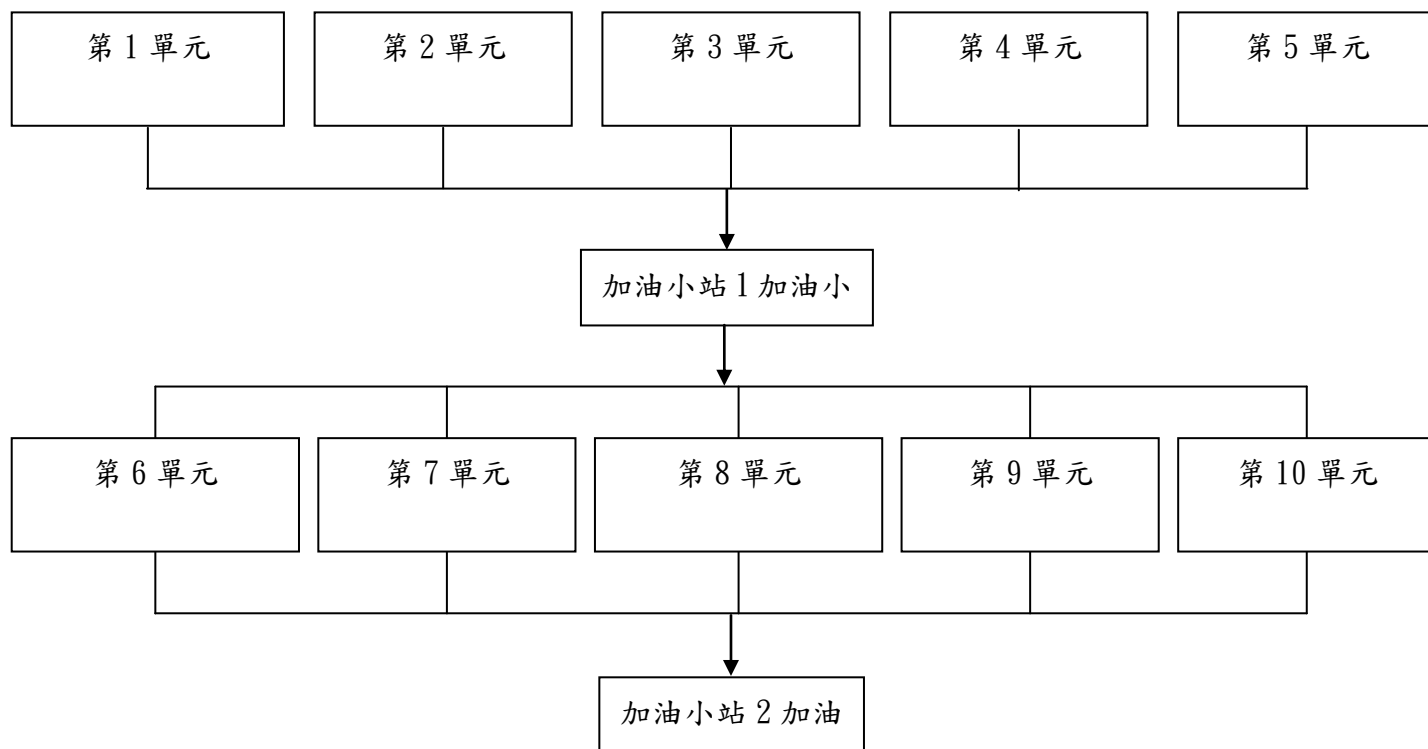 第1單元
第2單元
第3單元
第4單元
第5單元
加油小站1加油小
第6單元
第7單元
第8單元
第9單元
第10單元
加油小站2加油